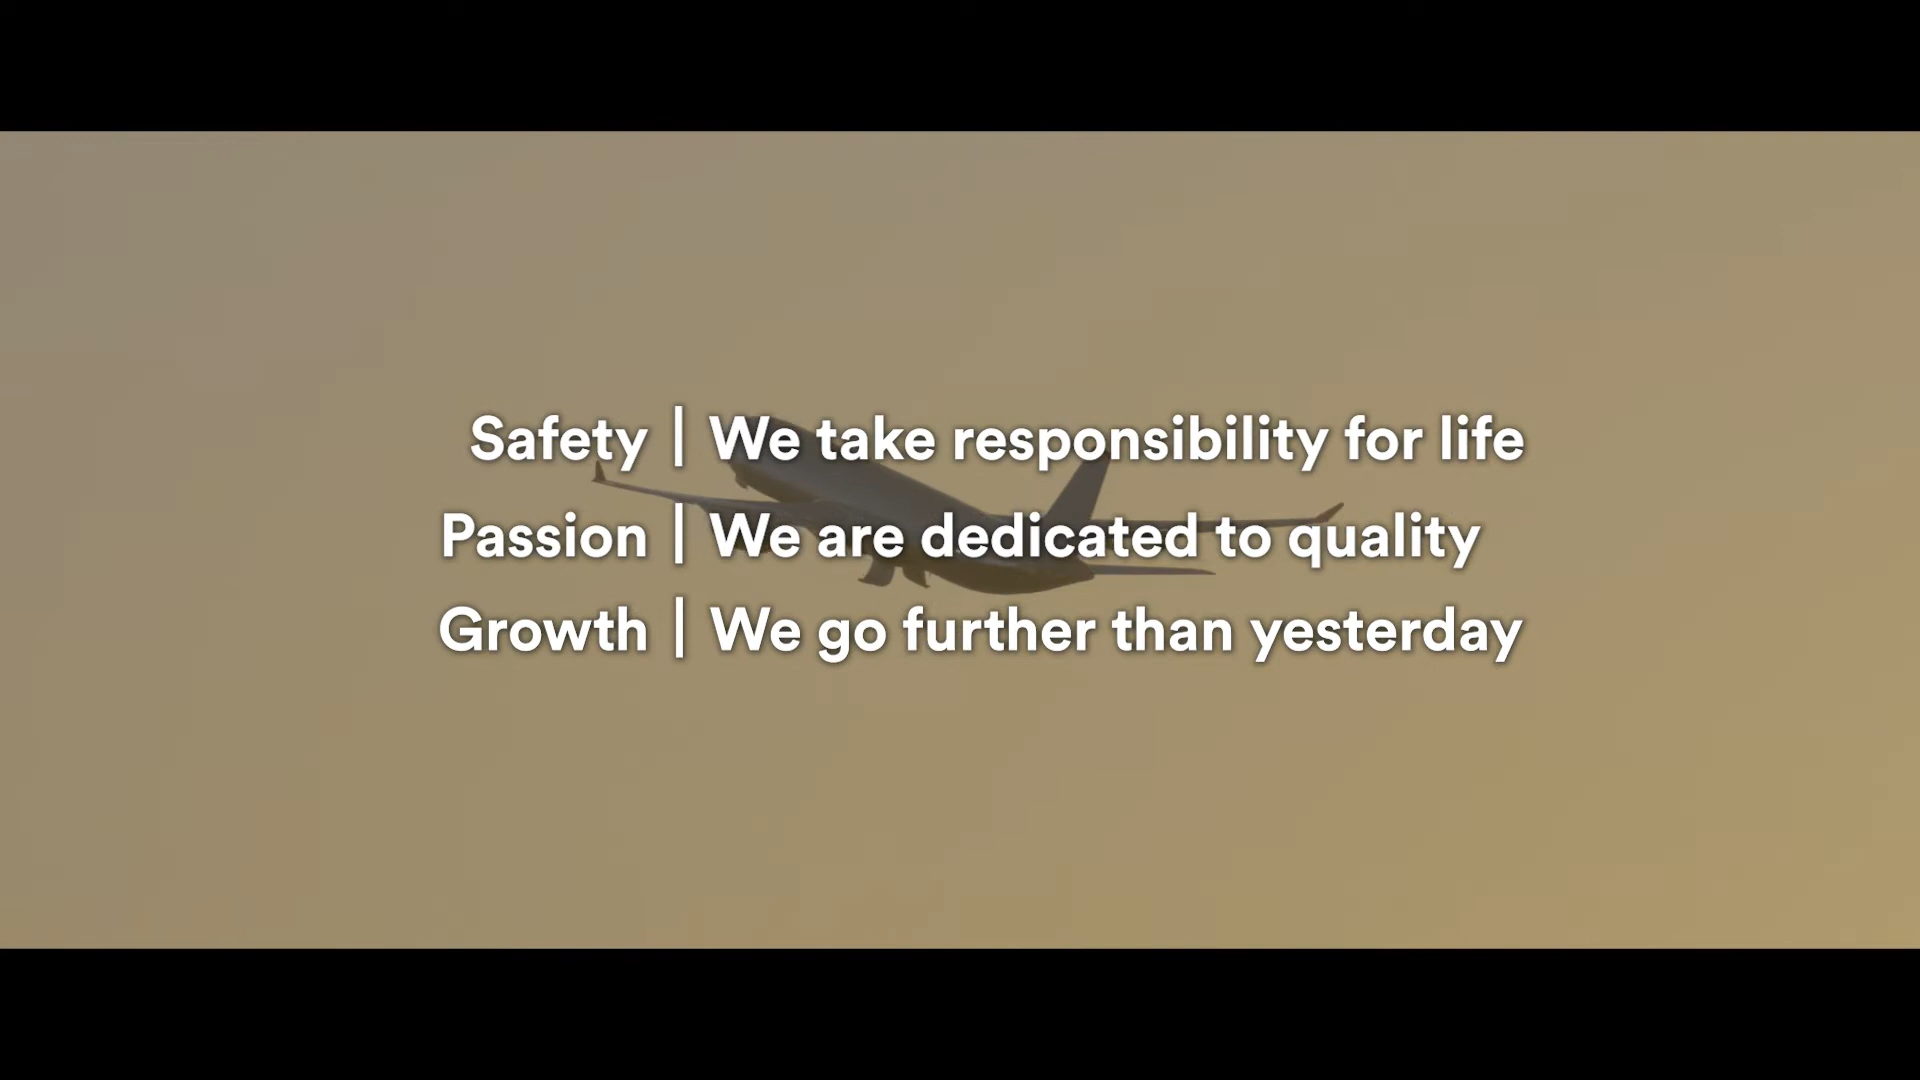 Safety | We take responsibility for life
Passion | We are dedicated to quality
Growth | We go further than yesterday